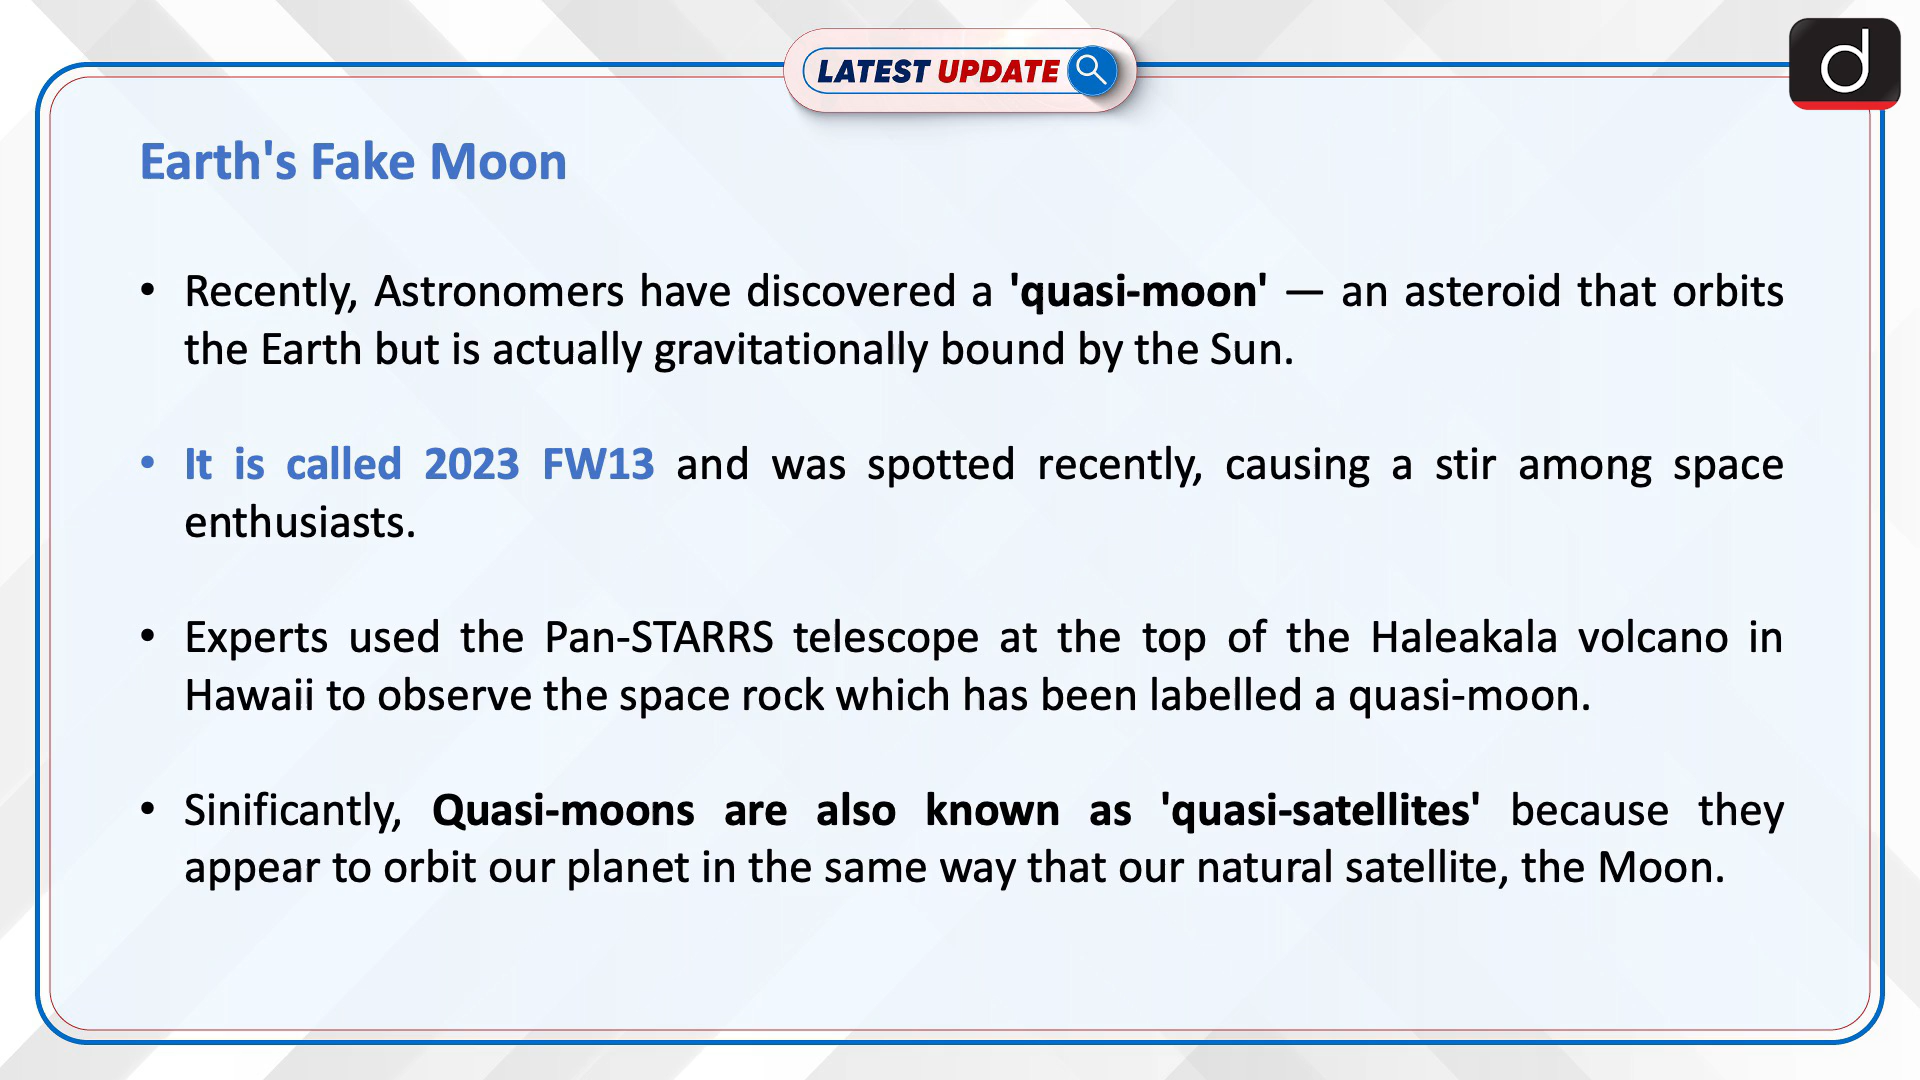 LATEST UPDATE
d
Earth's Fake Moon
• Recently, Astronomers have discovered a 'quasi-moon' — an asteroid that orbits
the Earth but is actually gravitationally bound by the Sun.
• It is called 2023 FW13 and was spotted recently, causing a stir among space
enthusiasts.
• Experts used the Pan-STARRS telescope at the top of the Haleakala volcano in
Hawaii to observe the space rock which has been labelled a quasi-moon.
• Sinificantly, Quasi-moons are also known as 'quasi-satellites' because they
appear to orbit our planet in the same way that our natural satellite, the Moon.